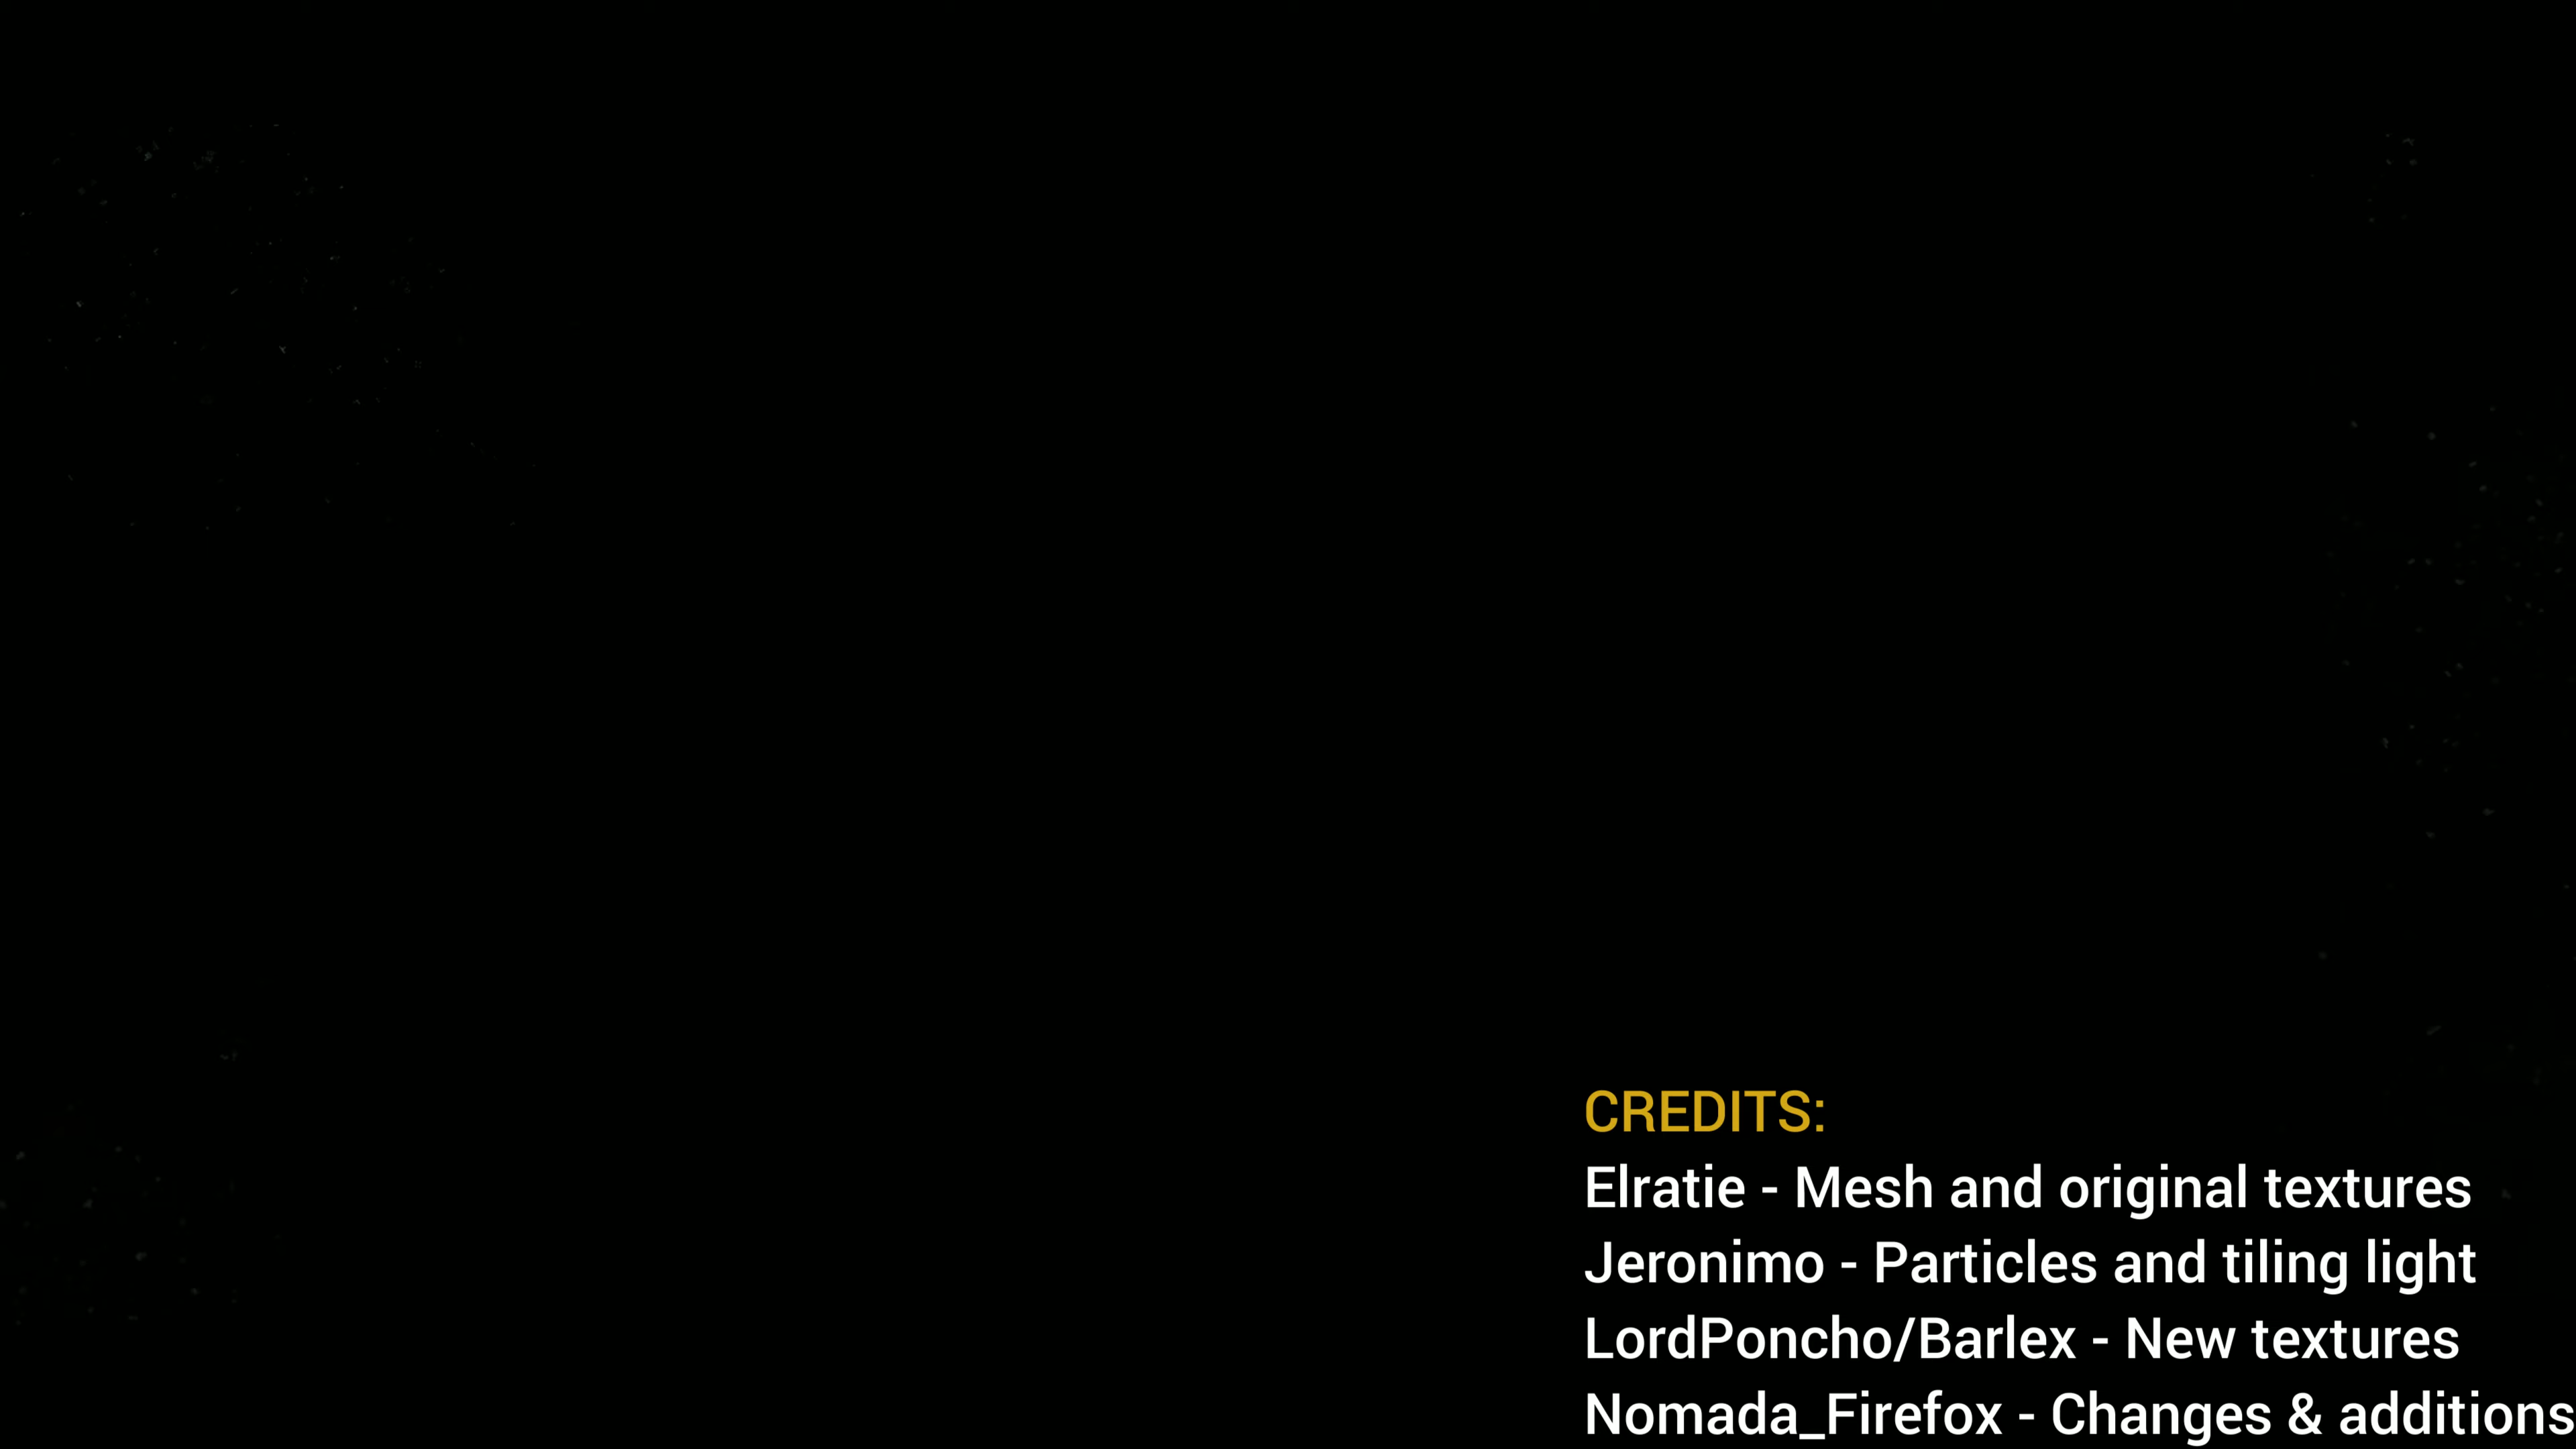 CREDITS:
Elratie - Mesh and original textures
Jeronimo - Particles and tiling light
LordPoncho/Barlex - New textures
Nomada_Firefox - Changes & additions